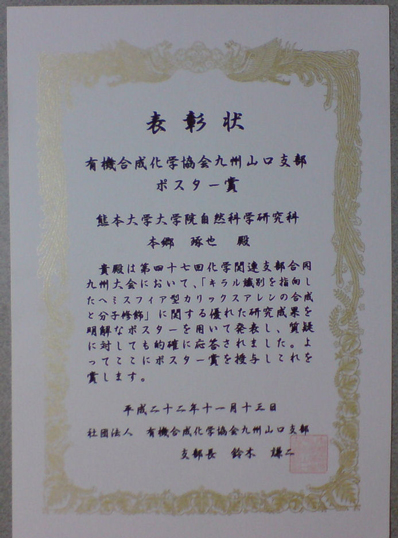 表彰状
有機合成化学協会九州山口支部
ポスター賞
熊本大学大学院自然科学研究科
本郷 琢也 殿
貴殿は第四十七回化学関連支部合同
九州大会において、「キラル識別を指向し
たヘミスフィア型カリックスアレンの合成
と分子修飾」に関する優れた研究成果を
明解なポスターを用いて発表し、質疑
に対しても的確に応答されました。よ
ってここにポスター賞を授与しこれを
賞します。
平成二十二年十一月十三日
社団法人 有機合成化学協会九州山口支部
支部長 鈴木 謙二